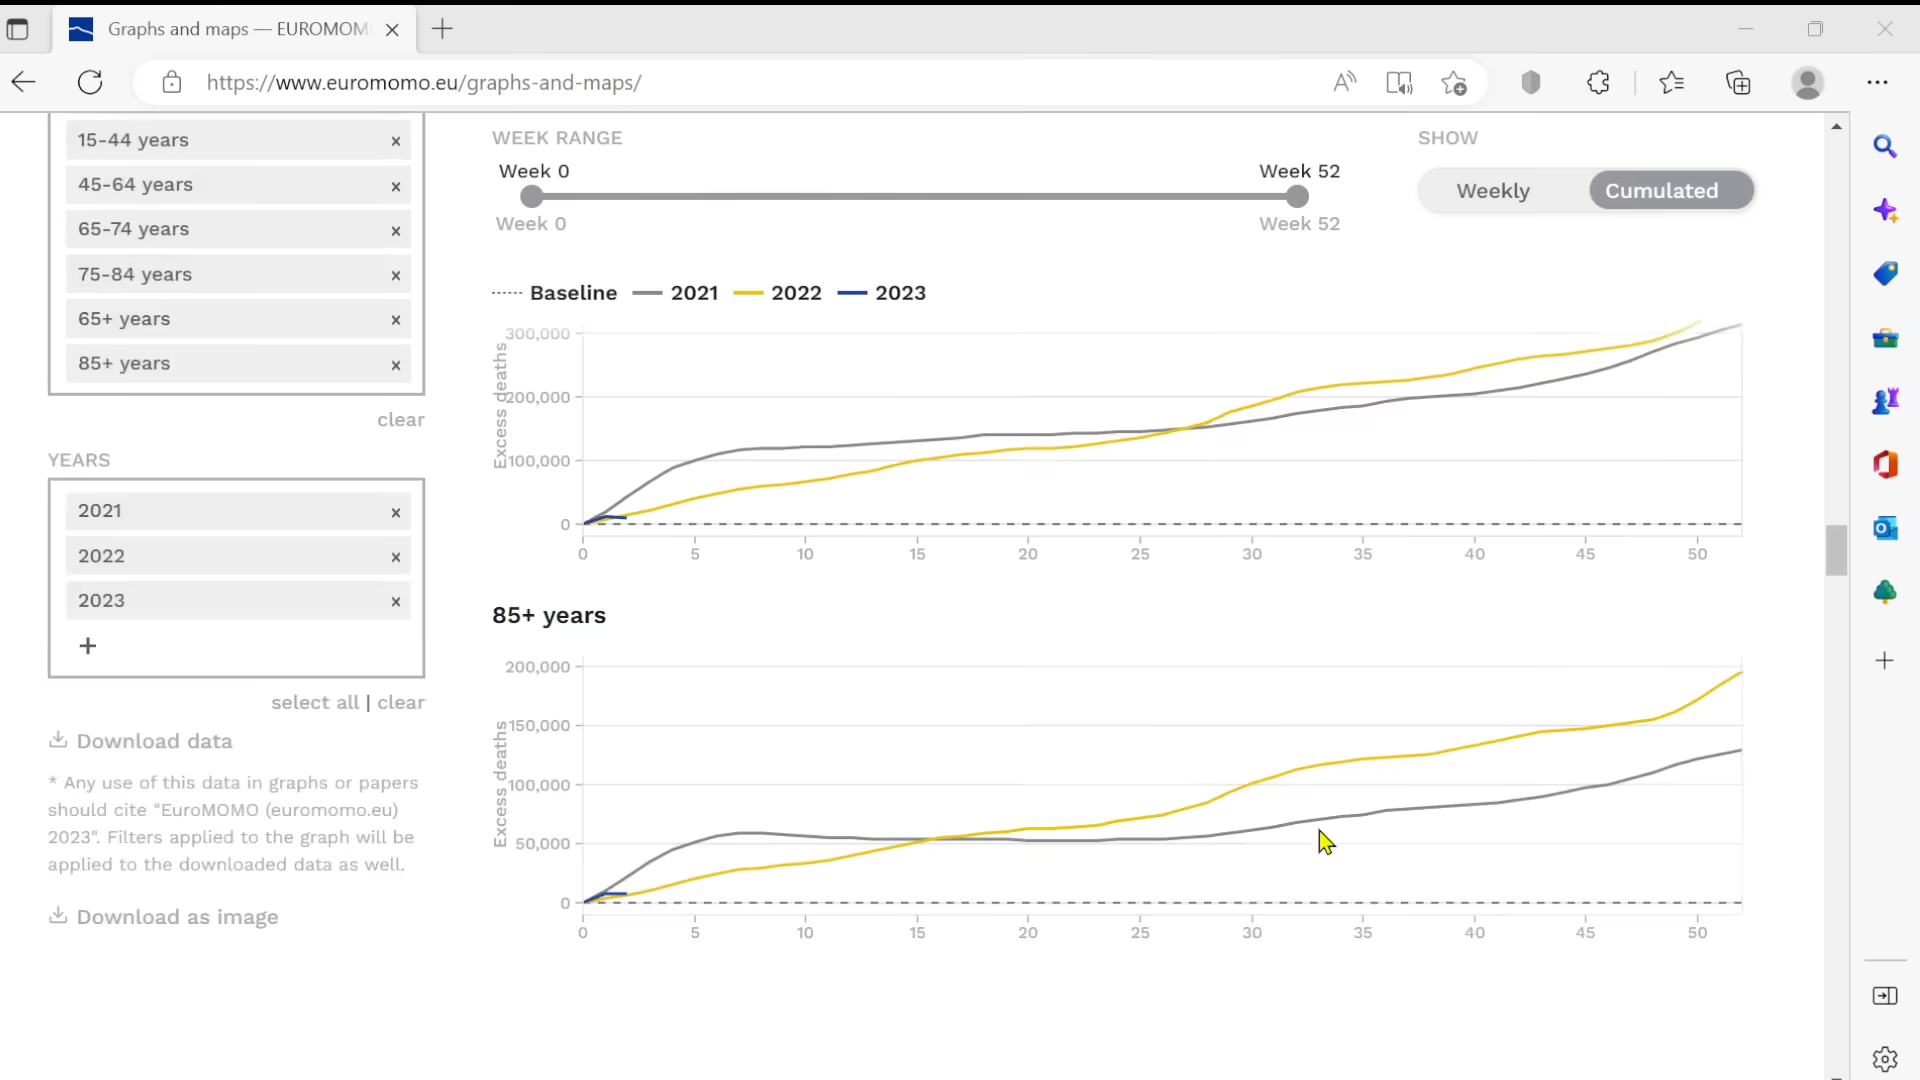 Graphs and maps — EUROMOM
https://www.euromomo.eu/graphs-and-maps/
15-44 years ×
45-64 years ×
65-74 years ×
75-84 years ×
65+ years ×
85+ years ×
clear
YEARS
2021 ×
2022 ×
2023 ×
+
select all | clear
Download data
* Any use of this data in graphs or papers
should cite "EuroMOMO (euromomo.eu)
2023". Filters applied to the graph will be
applied to the downloaded data as well.
Download as image
WEEK RANGE
Week 0 Week 52
Week 0 Week 52
SHOW
Weekly Cumulated
Baseline 2021 2022 2023
Excess deaths
300,000
200,000
100,000
0
0 5 10 15 20 25 30 35 40 45 50
85+ years
Excess deaths
200,000
150,000
100,000
50,000
0
0 5 10 15 20 25 30 35 40 45 50